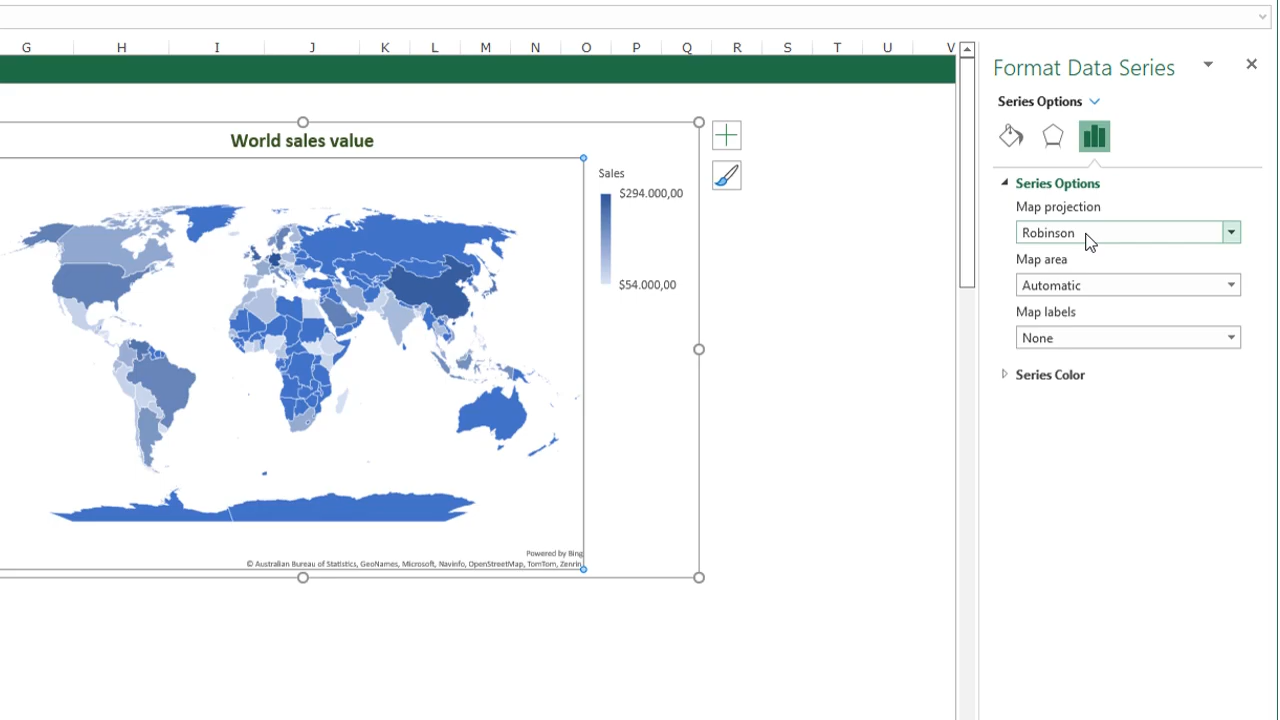 G H I J K L M N O P Q R S T U V
Format Data Series
Series Options
World sales value
Sales
$294.000,00
$54.000,00
Powered by Bing
© Australian Bureau of Statistics, GeoNames, Microsoft, Navinfo, OpenStreetMap, TomTom, Zenrin
Series Options
Map projection
Robinson
Map area
Automatic
Map labels
None
Series Color